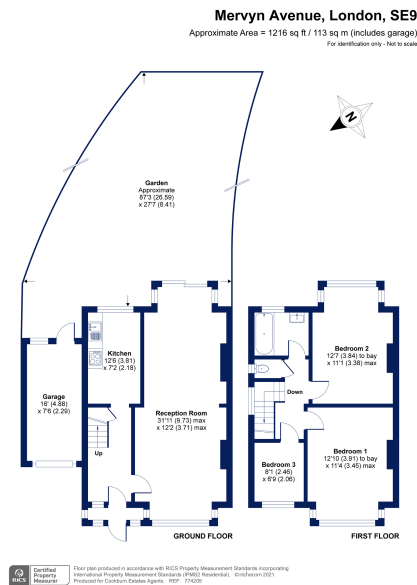 Mervyn Avenue, London, SE9
Approximate Area = 1216 sq ft / 113 sq m (includes garage)
For identification only - Not to scale
N
Garden
Approximate
87'3 (26.59)
x 27'7 (8.41)
Kitchen
12'6 (3.81)
x 7'2 (2.18)
Garage
16' (4.88)
x 7'6 (2.29)
Reception Room
31'11 (9.73) max
x 12'2 (3.71) max
Up
Bedroom 2
12'7 (3.84) to bay
x 11'1 (3.38) max
Down
Bedroom 3
8'1 (2.46)
x 6'9 (2.06)
Bedroom 1
12'10 (3.91) to bay
x 11'4 (3.45) max
GROUND FLOOR
FIRST FLOOR
RICS
Certified
Property
Measurer
Floor plan produced in accordance with RICS Property Measurement Standards incorporating
International Property Measurement Standards (IPMS2 Residential). ©nichecom 2021.
Produced for Cockburn Estates Agents. REF: 774205